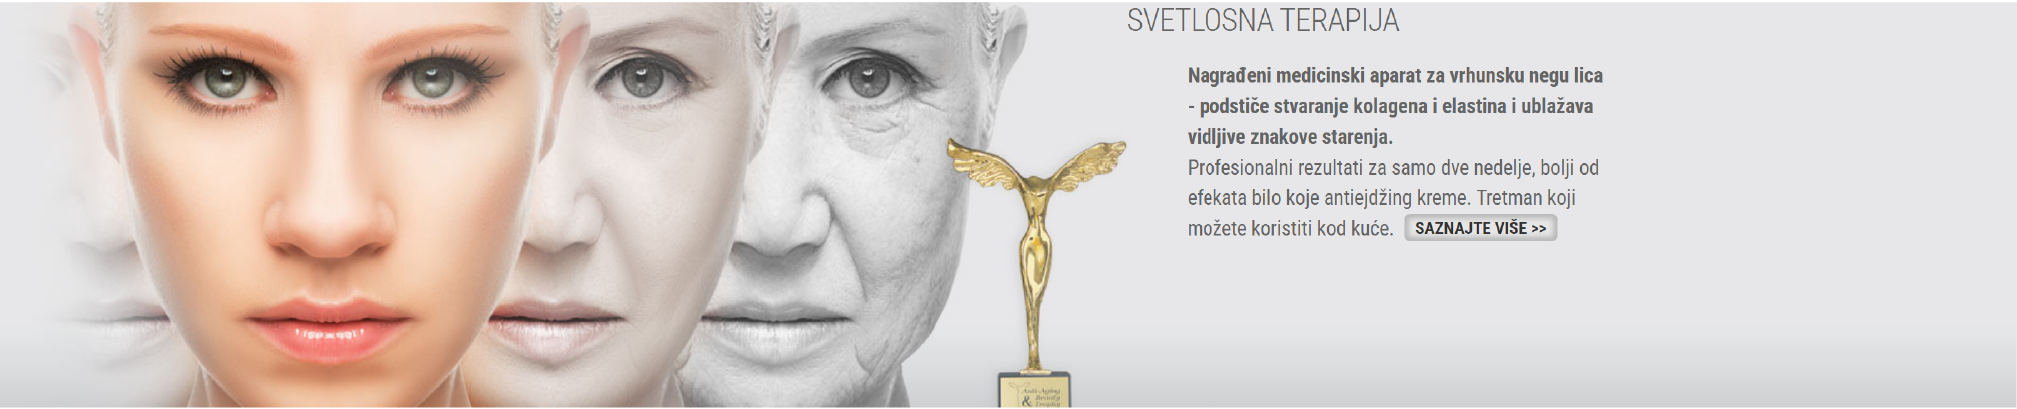 SVETLOSNA TERAPIJA
Nagrađeni medicinski aparat za vrhunsku negu lica
- podstiče stvaranje kolagena i elastina i ublažava
vidljive znakove starenja.
Profesionalni rezultati za samo dve nedelje, bolji od
efekata bilo koje antiejdžing kreme. Tretman koji
možete koristiti kod kuće. SAZNAJTE VIŠE >>
Anti-Aging
& Beauty
Trophy